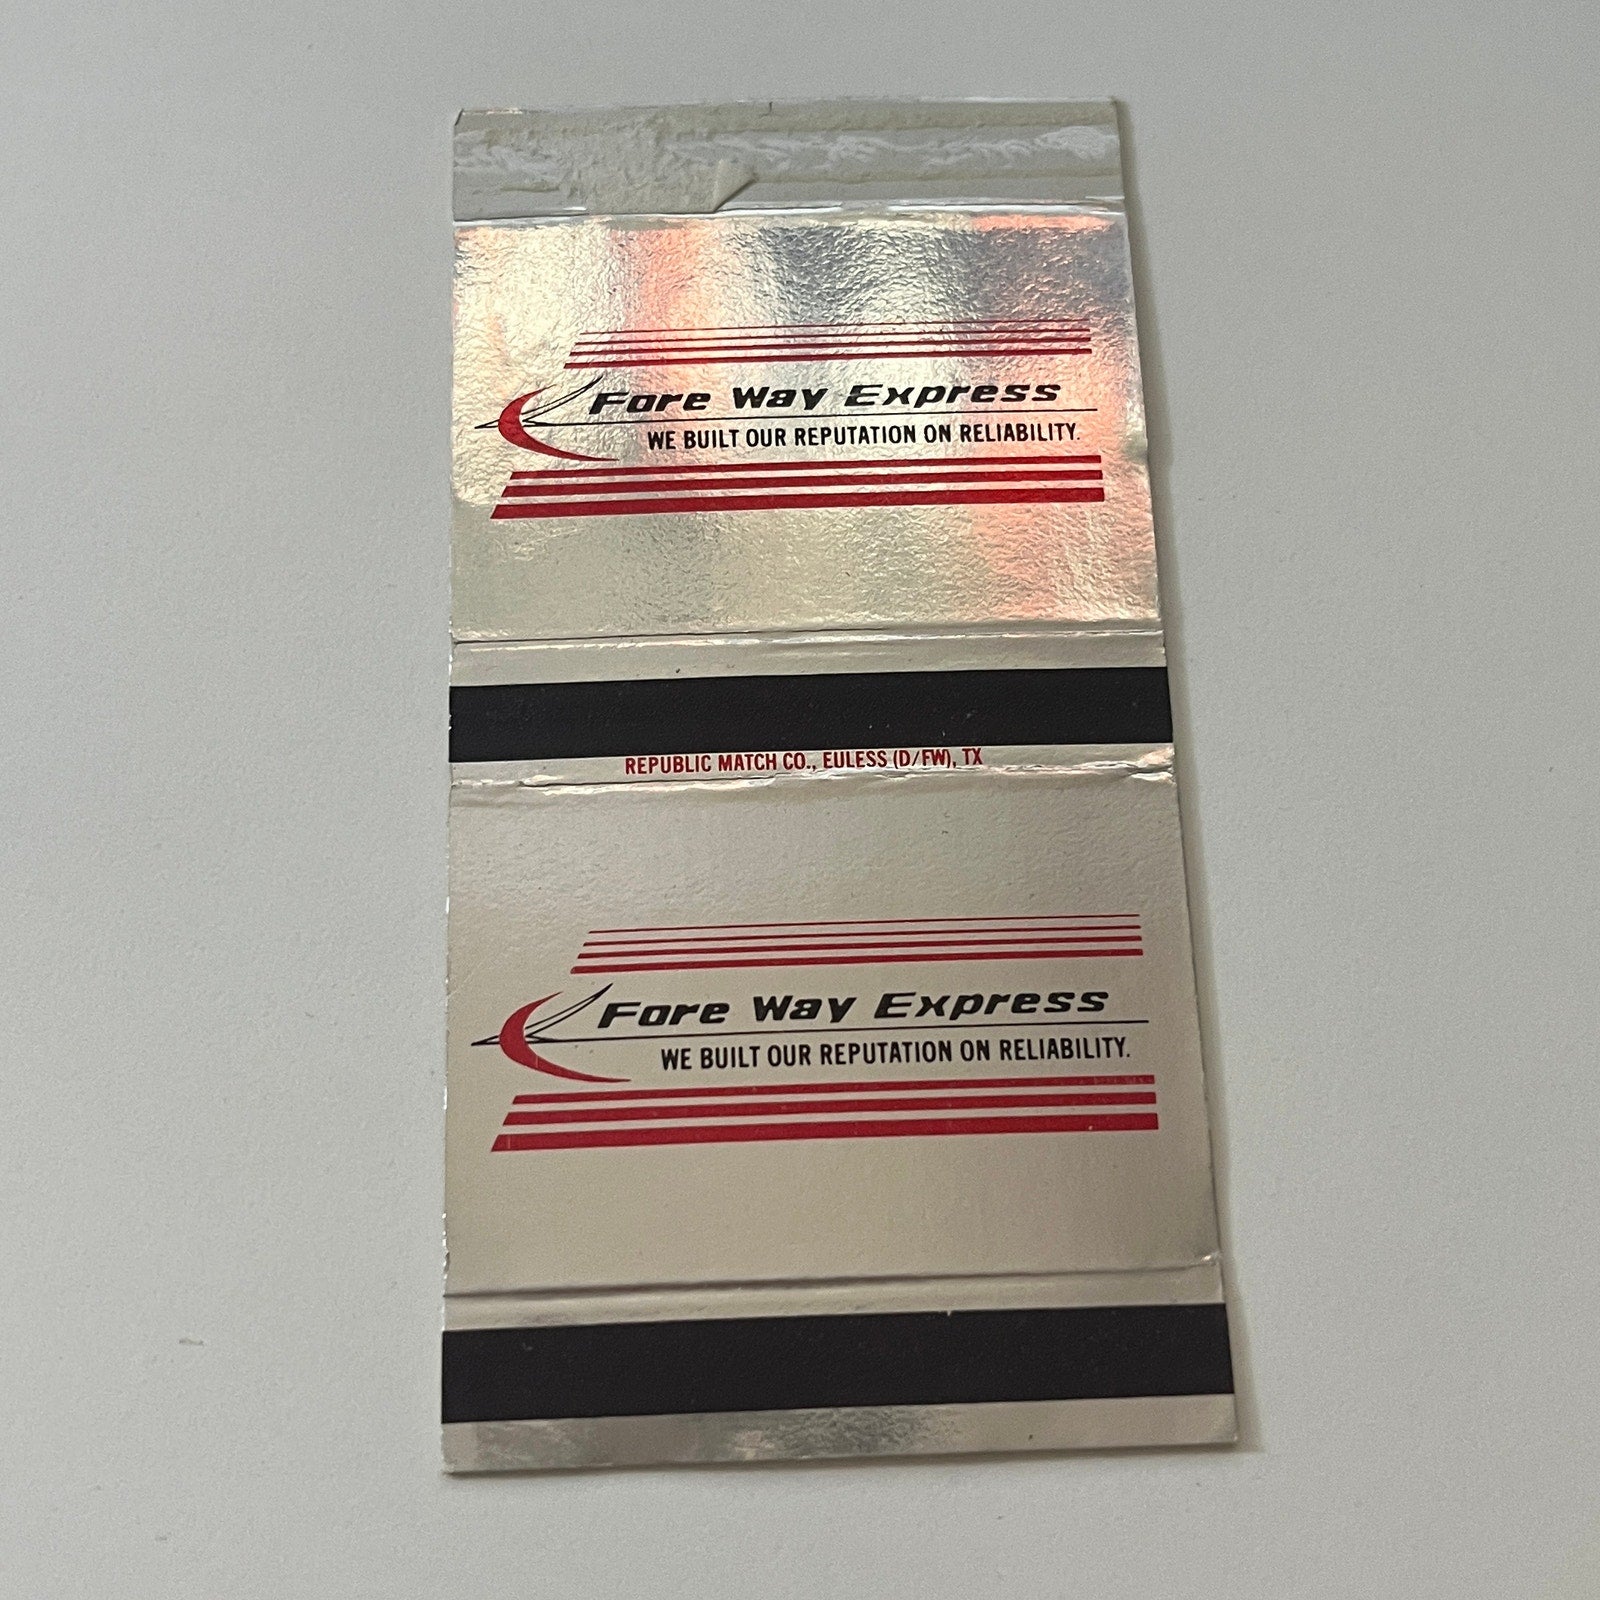 Fore Way Express
WE BUILT OUR REPUTATION ON RELIABILITY.
REPUBLIC MATCH CO., EULESS (D/FW), TX
Fore Way Express
WE BUILT OUR REPUTATION ON RELIABILITY.